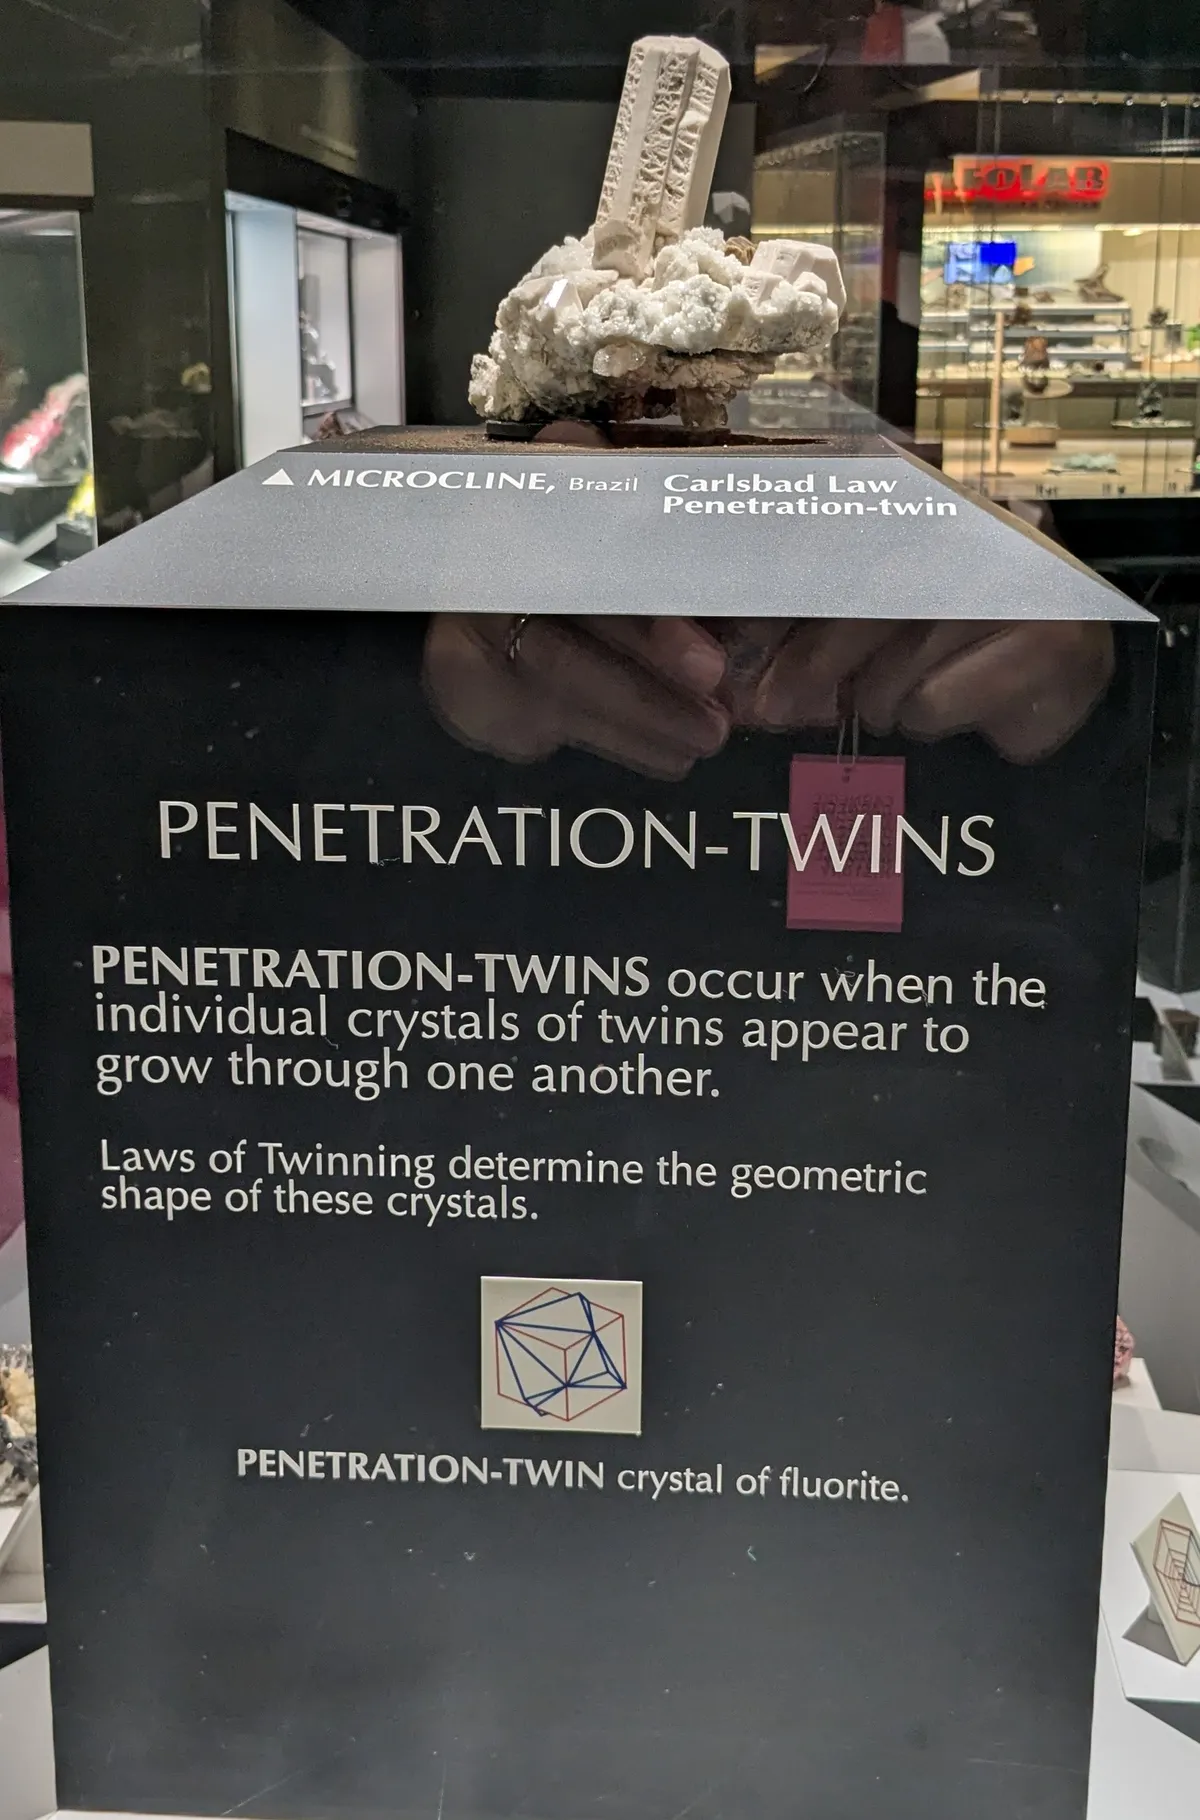 ▲ MICROCLINE, Brazil Carlsbad Law
Penetration-twin
PENETRATION-TWINS
PENETRATION-TWINS occur when the
individual crystals of twins appear to
grow through one another.
Laws of Twinning determine the geometric
shape of these crystals.
PENETRATION-TWIN crystal of fluorite.